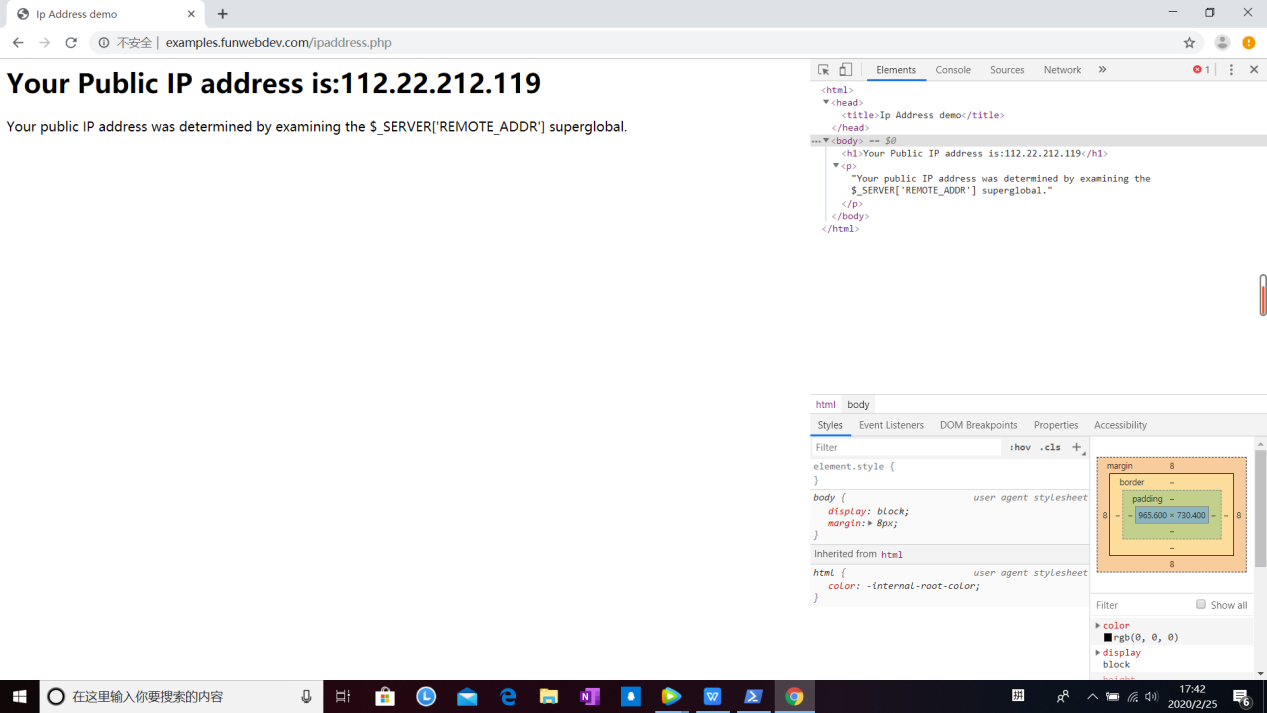 Ip Address demo
不安全 | examples.funwebdev.com/ipaddress.php
Your Public IP address is:112.22.212.119
Your public IP address was determined by examining the $_SERVER['REMOTE_ADDR'] superglobal.
Elements Console Sources Network » 1
<html>
<head>
<title>Ip Address demo</title>
</head>
<body> == $0
<h1>Your Public IP address is:112.22.212.119</h1>
<p>
"Your public IP address was determined by examining the
$_SERVER['REMOTE_ADDR'] superglobal."
</p>
</body>
</html>
html body
Styles Event Listeners DOM Breakpoints Properties Accessibility
Filter :hov .cls +
element.style {
}
body { user agent stylesheet
display: block;
margin: 8px;
}
Inherited from html
html { user agent stylesheet
color: -internal-root-color;
}
margin 8
border –
padding –
8 – – 965.600 × 730.400 – – 8
–
–
8
Filter Show all
color
rgb(0, 0, 0)
display
block
height
在这里输入你要搜索的内容
拼
17:42
2020/2/25
6